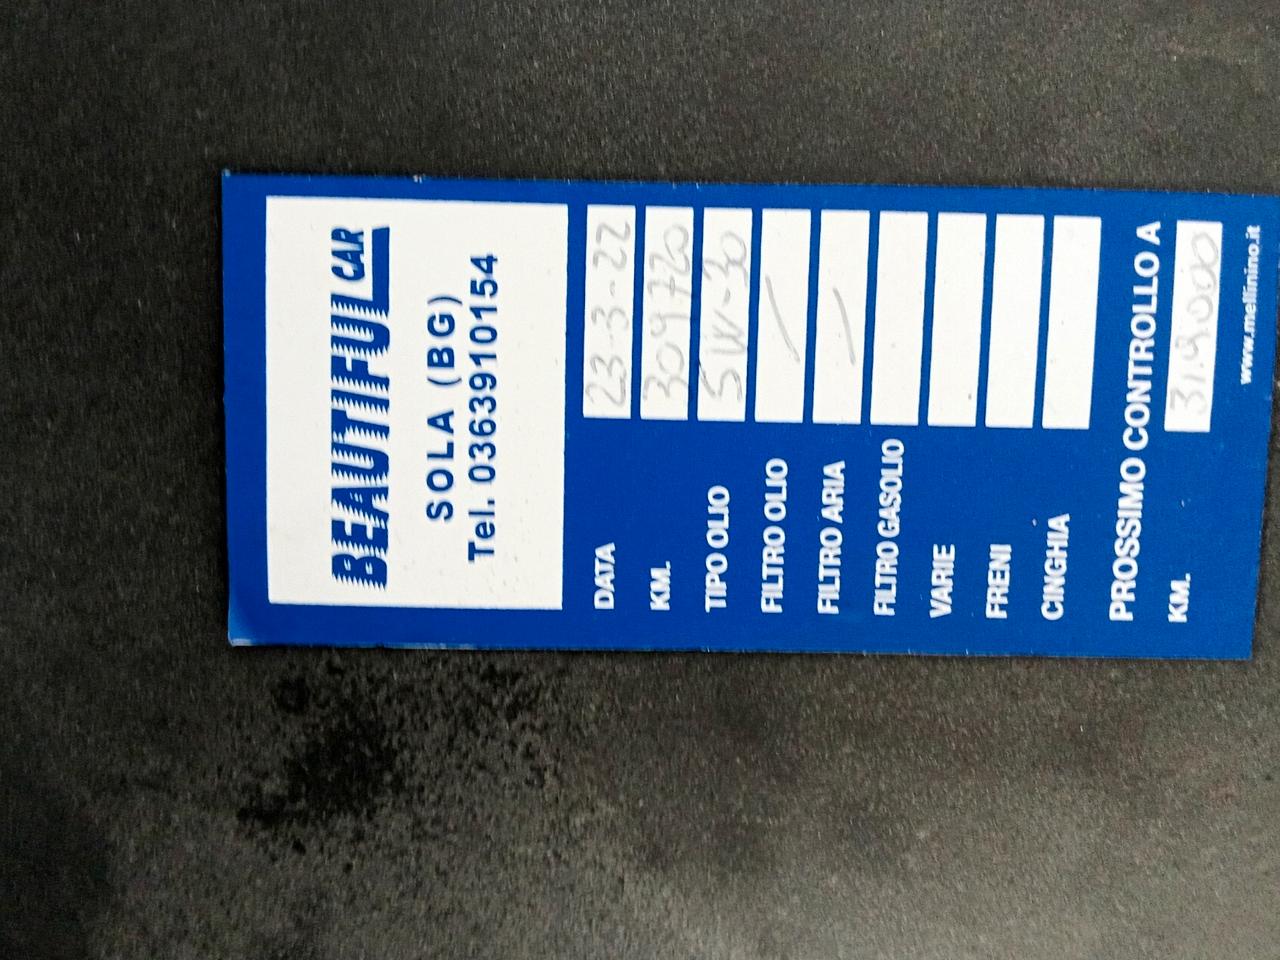 BEAUTIFUL CAR
SOLA (BG)
Tel. 0363910154
DATA 23-3-22
KM. 309720
TIPO OLIO 5W-30
FILTRO OLIO /
FILTRO ARIA /
FILTRO GASOLIO
VARIE
FRENI
CINGHIA
PROSSIMO CONTROLLO A
KM.
www.mellinino.it